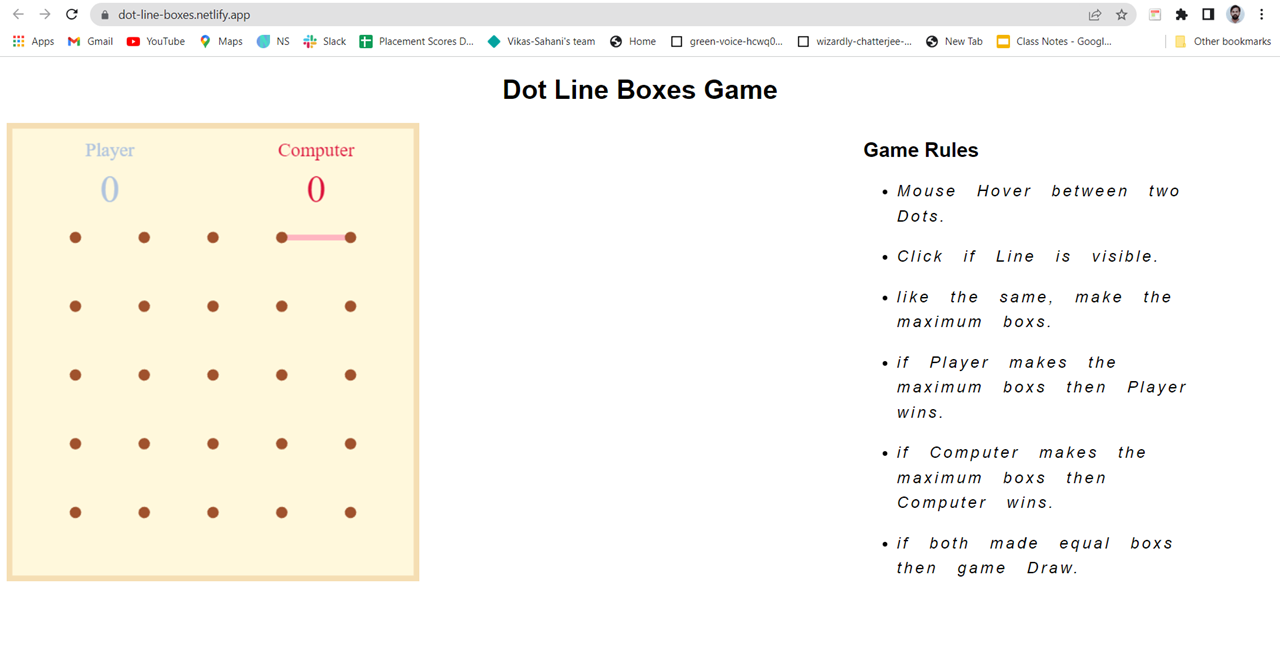 dot-line-boxes.netlify.app
Apps Gmail YouTube Maps NS Slack Placement Scores D... Vikas-Sahani's team Home green-voice-hcwq0... wizardly-chatterjee-... New Tab Class Notes - Googl... Other bookmarks
Dot Line Boxes Game
Player Computer
0 0
Game Rules
Mouse Hover between two
Dots.
Click if Line is visible.
like the same, make the
maximum boxs.
if Player makes the
maximum boxs then Player
wins.
if Computer makes the
maximum boxs then
Computer wins.
if both made equal boxs
then game Draw.